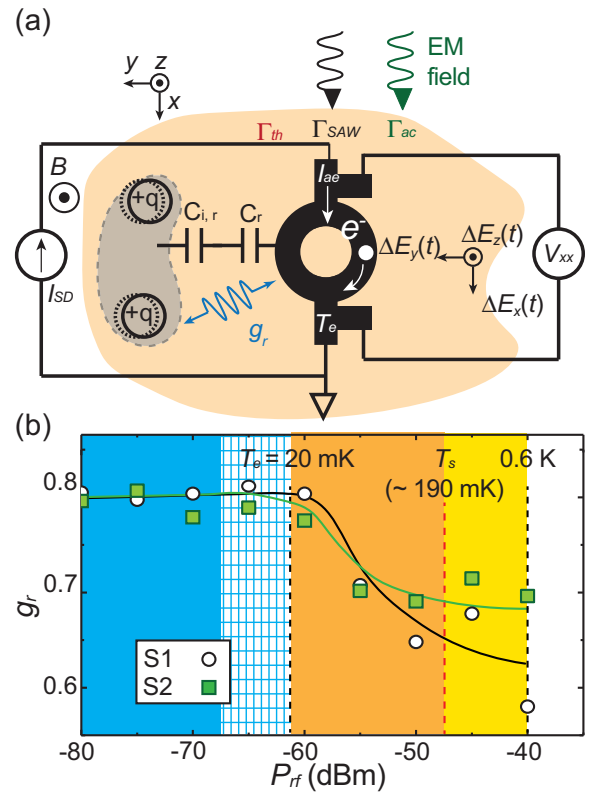 (a)
EM
field
y
z
x
Γth
ΓSAW
Γac
B
Iae
+q
Ci, r
Cr
e-
ΔEy(t)
ΔEz(t)
ΔEx(t)
Vxx
ISD
+q
gr
Te
(b)
Te = 20 mK
Ts
0.6 K
(~ 190 mK)
0.8
0.7
0.6
gr
S1
S2
-80
-70
-60
-50
-40
Prf (dBm)